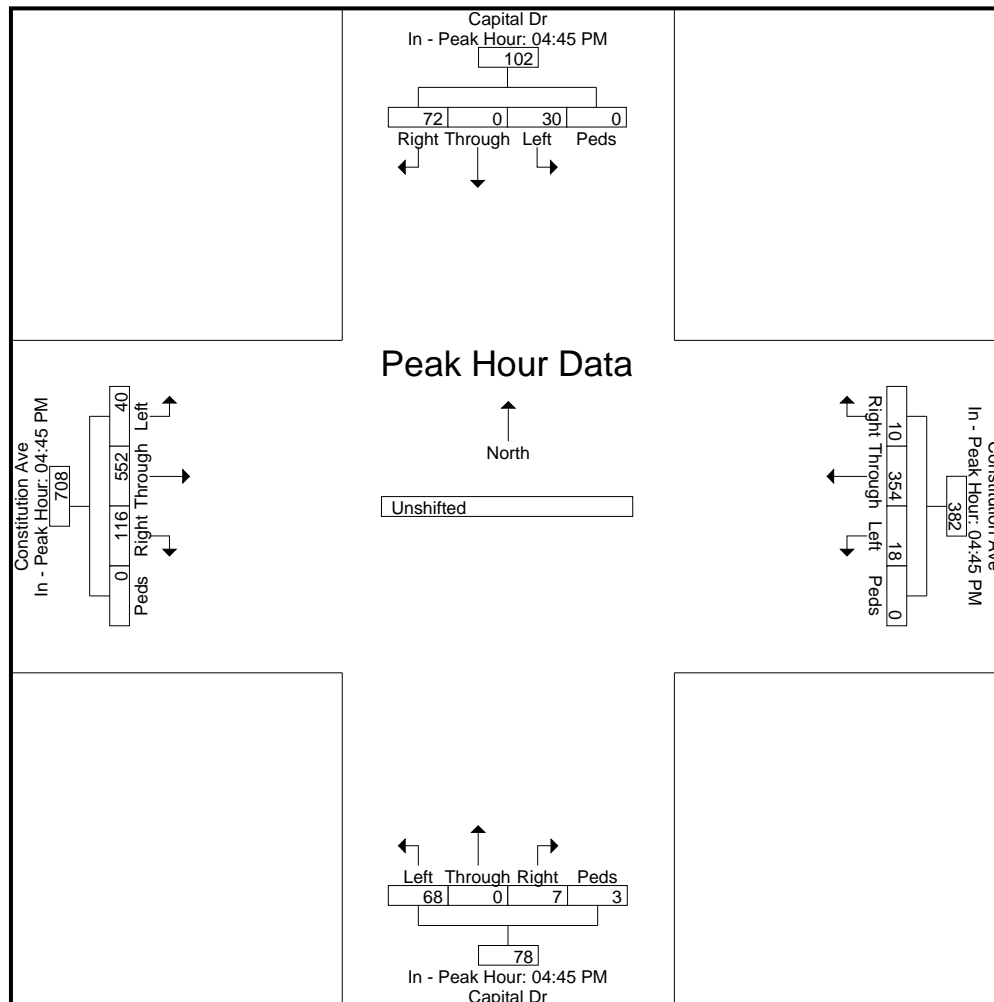 Capital Dr
In - Peak Hour: 04:45 PM
102
72 0 30 0
Right Through Left Peds
Peak Hour Data
North
Unshifted
Constitution Ave
In - Peak Hour: 04:45 PM
708
40 552 116 0
Left Through Right Peds
Constitution Ave
In - Peak Hour: 04:45 PM
382
10 354 18 0
Right Through Left Peds
Left Through Right Peds
68 0 7 3
78
In - Peak Hour: 04:45 PM
Capital Dr